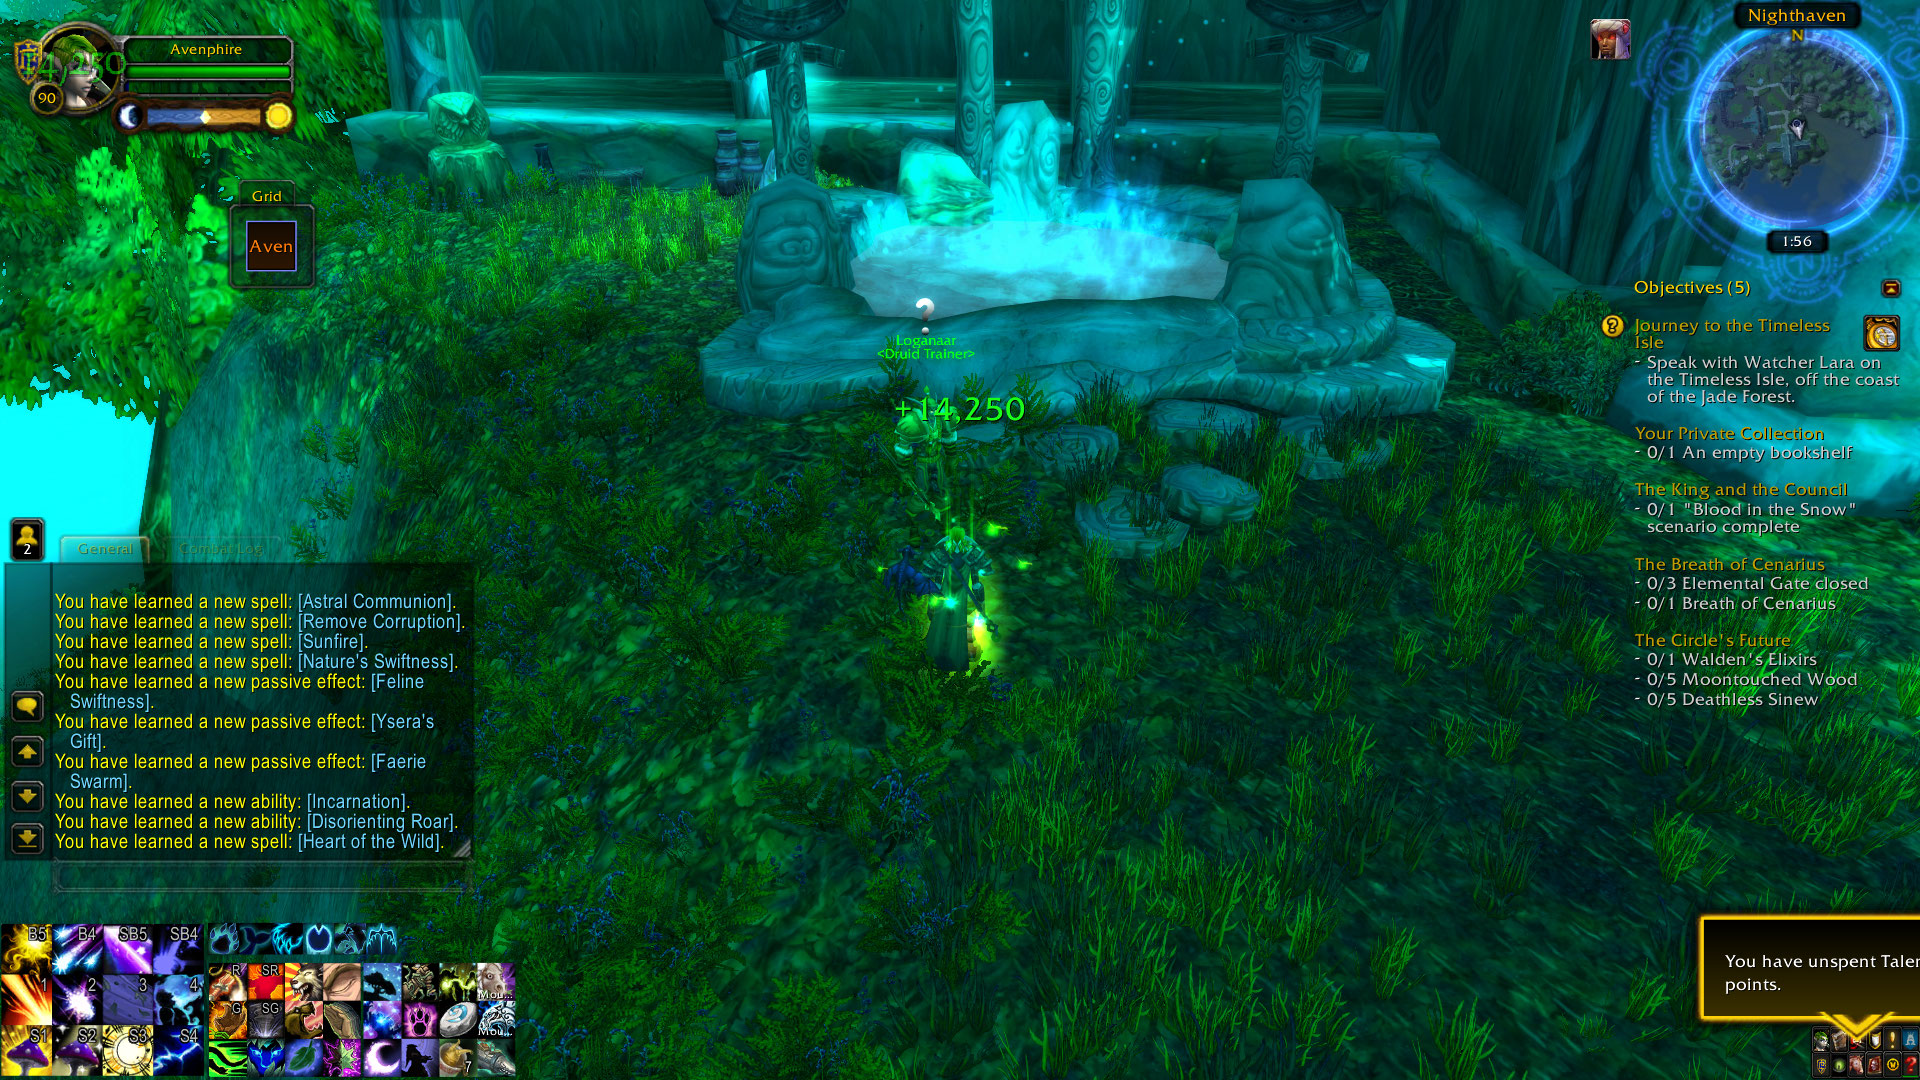 Nighthaven
N
Avenphire
+4,250
90
Grid
Aven
1:56
Objectives (5)
Journey to the Timeless
Isle
- Speak with Watcher Lara on
the Timeless Isle, off the coast
of the Jade Forest.
Your Private Collection
- 0/1 An empty bookshelf
The King and the Council
- 0/1 "Blood in the Snow"
scenario complete
The Breath of Cenarius
- 0/3 Elemental Gate closed
- 0/1 Breath of Cenarius
The Circle's Future
- 0/1 Walden's Elixirs
- 0/5 Moontouched Wood
- 0/5 Deathless Sinew
?
Loganaar
<Druid Trainer>
+14,250
2
General
Combat Log
You have learned a new spell: [Astral Communion].
You have learned a new spell: [Remove Corruption].
You have learned a new spell: [Sunfire].
You have learned a new spell: [Nature's Swiftness].
You have learned a new passive effect: [Feline
Swiftness].
You have learned a new passive effect: [Ysera's
Gift].
You have learned a new passive effect: [Faerie
Swarm].
You have learned a new ability: [Incarnation].
You have learned a new ability: [Disorienting Roar].
You have learned a new spell: [Heart of the Wild].
B5 B4 SB5 SB4
R SR
1 2 3 4
Mou...
G SG
Mou...
S1 S2 S3 S4
7
You have unspent Talen
points.